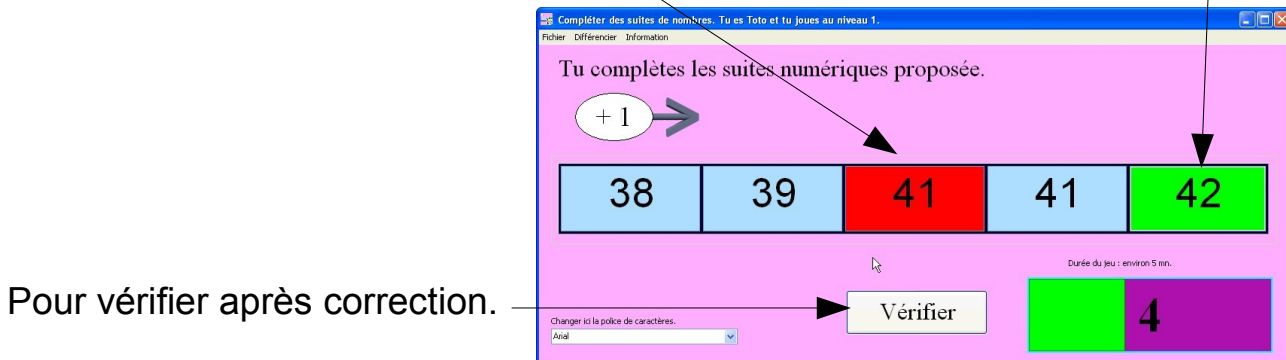 Compléter des suites de nombres. Tu es Toto et tu joues au niveau 1.
Fichier Différencier Information
Tu complètes les suites numériques proposée.
+ 1
38 39 41 41 42
Durée du jeu : environ 5 mn.
Pour vérifier après correction.
Vérifier
4
Changer ici la police de caractères.
Arial